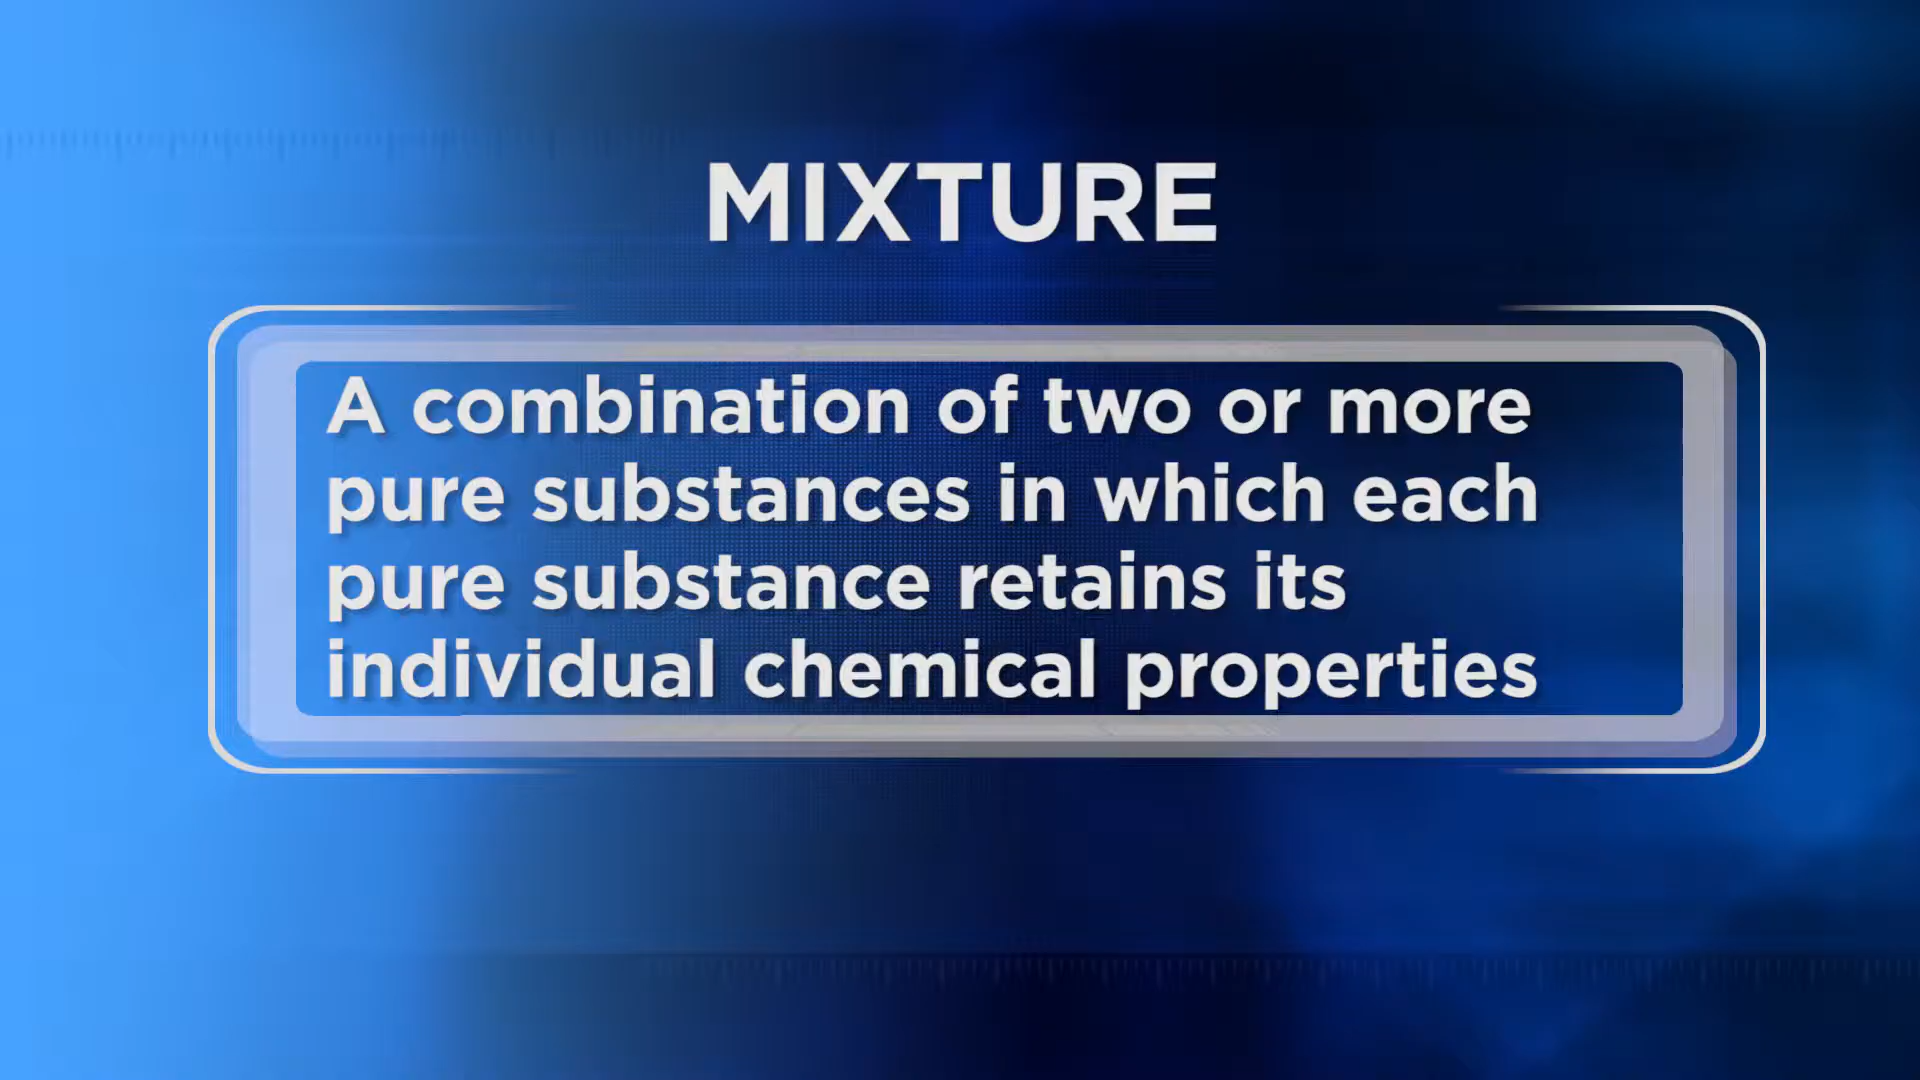 MIXTURE
A combination of two or more
pure substances in which each
pure substance retains its
individual chemical properties